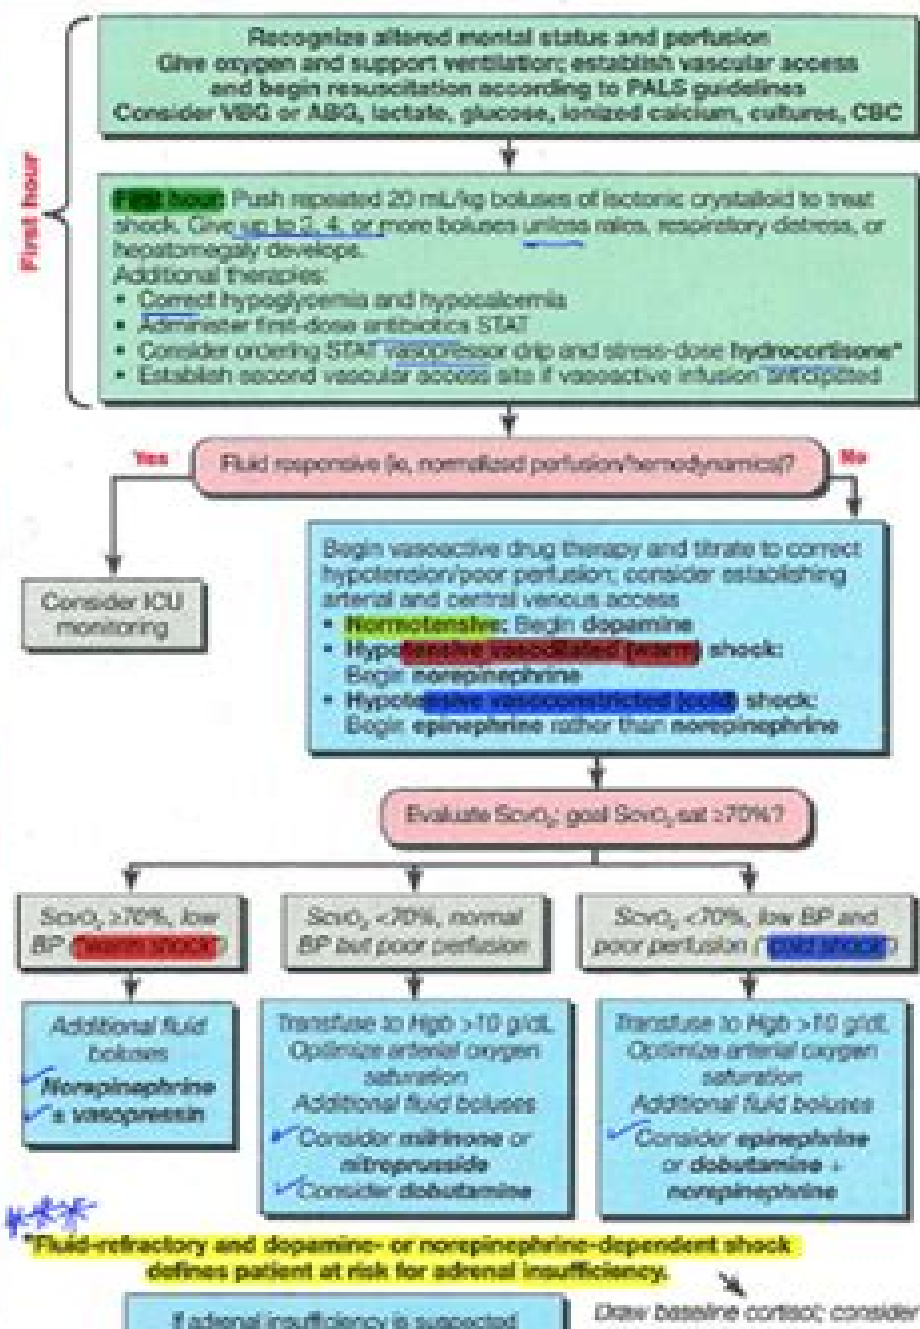 Recognize altered mental status and perfusion
Give oxygen and support ventilation; establish vascular access
and begin resuscitation according to PALS guidelines
Consider VBG or ABG, lactate, glucose, ionized calcium, cultures, CBC
First hour
First hour: Push repeated 20 mL/kg boluses of isotonic crystalloid to treat
shock. Give up to 3, 4, or more boluses unless rales, respiratory distress, or
hepatomegaly develops.
Additional therapies:
• Correct hypoglycemia and hypocalcemia
• Administer first-dose antibiotics STAT
• Consider ordering STAT vasopressor drip and stress-dose hydrocortisone*
• Establish second vascular access site if vasoactive infusion anticipated
Yes
Fluid responsive (ie, normalized perfusion/hemodynamics)?
No
Consider ICU
monitoring
Begin vasoactive drug therapy and titrate to correct
hypotension/poor perfusion; consider establishing
arterial and central venous access
• Normotensive: Begin dopamine
• Hypotensive vasodilated (warm) shock:
Begin norepinephrine
• Hypotensive vasoconstricted (cold) shock:
Begin epinephrine rather than norepinephrine
Evaluate ScvO₂; goal ScvO₂ sat ≥70%?
ScvO₂ ≥70%, low
BP ("warm shock")
Additional fluid
boluses
Norepinephrine
± vasopressin
ScvO₂ <70%, normal
BP but poor perfusion
Transfuse to Hgb >10 g/dL
Optimize arterial oxygen
saturation
Additional fluid boluses
Consider milrinone or
nitroprusside
Consider dobutamine
ScvO₂ <70%, low BP and
poor perfusion ("cold shock")
Transfuse to Hgb >10 g/dL
Optimize arterial oxygen
saturation
Additional fluid boluses
Consider epinephrine
or dobutamine +
norepinephrine
*Fluid-refractory and dopamine- or norepinephrine-dependent shock
defines patient at risk for adrenal insufficiency.
Draw baseline cortisol; consider
If adrenal insufficiency is suspected